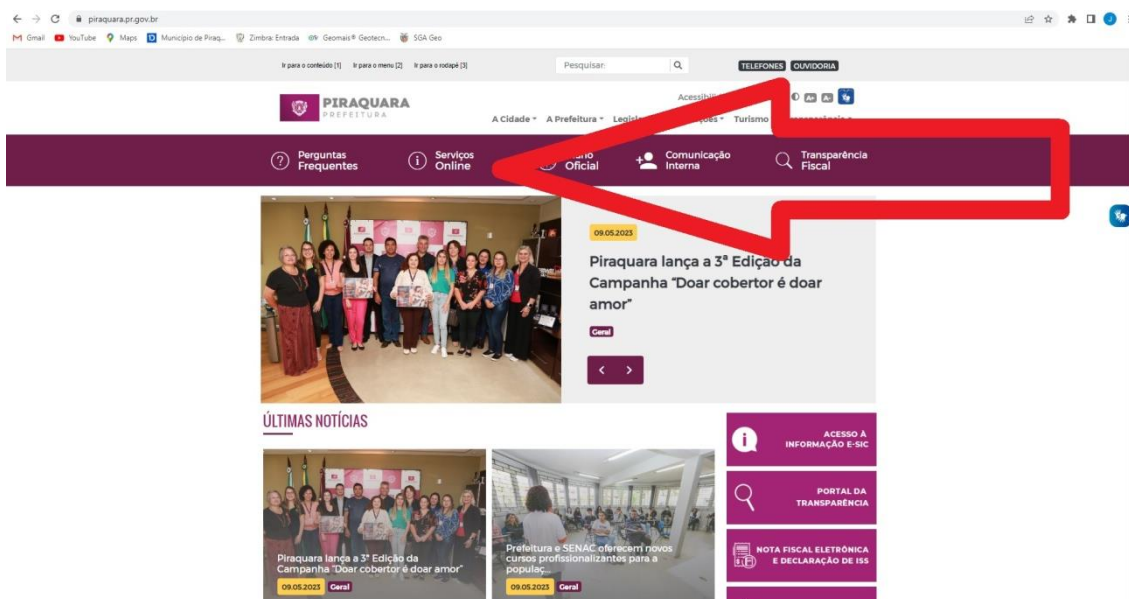 piraquara.pr.gov.br
Gmail YouTube Maps Município de Piraq... Zimbra: Entrada Geomais® Geotecn... SGA Geo
Ir para o conteúdo [1] Ir para o menu [2] Ir para o rodapé [3] Pesquisar: TELEFONES OUVIDORIA
PIRAQUARA
PREFEITURA
A+ A-
A Cidade A Prefeitura Turismo
Perguntas Frequentes
Serviços Online
Oficial
Comunicação Interna
Transparência Fiscal
09.05.2023
Piraquara lança a 3ª Edição da
Campanha "Doar cobertor é doar
amor"
Geral
ÚLTIMAS NOTÍCIAS
Piraquara lança a 3ª Edição da
Campanha "Doar cobertor é doar amor"
09.05.2023 Geral
Prefeitura e SENAC oferecem novos
cursos profissionalizantes para a
populaç...
09.05.2023 Geral
ACESSO À
INFORMAÇÃO E-SIC
PORTAL DA
TRANSPARÊNCIA
NOTA FISCAL ELETRÔNICA
E DECLARAÇÃO DE ISS